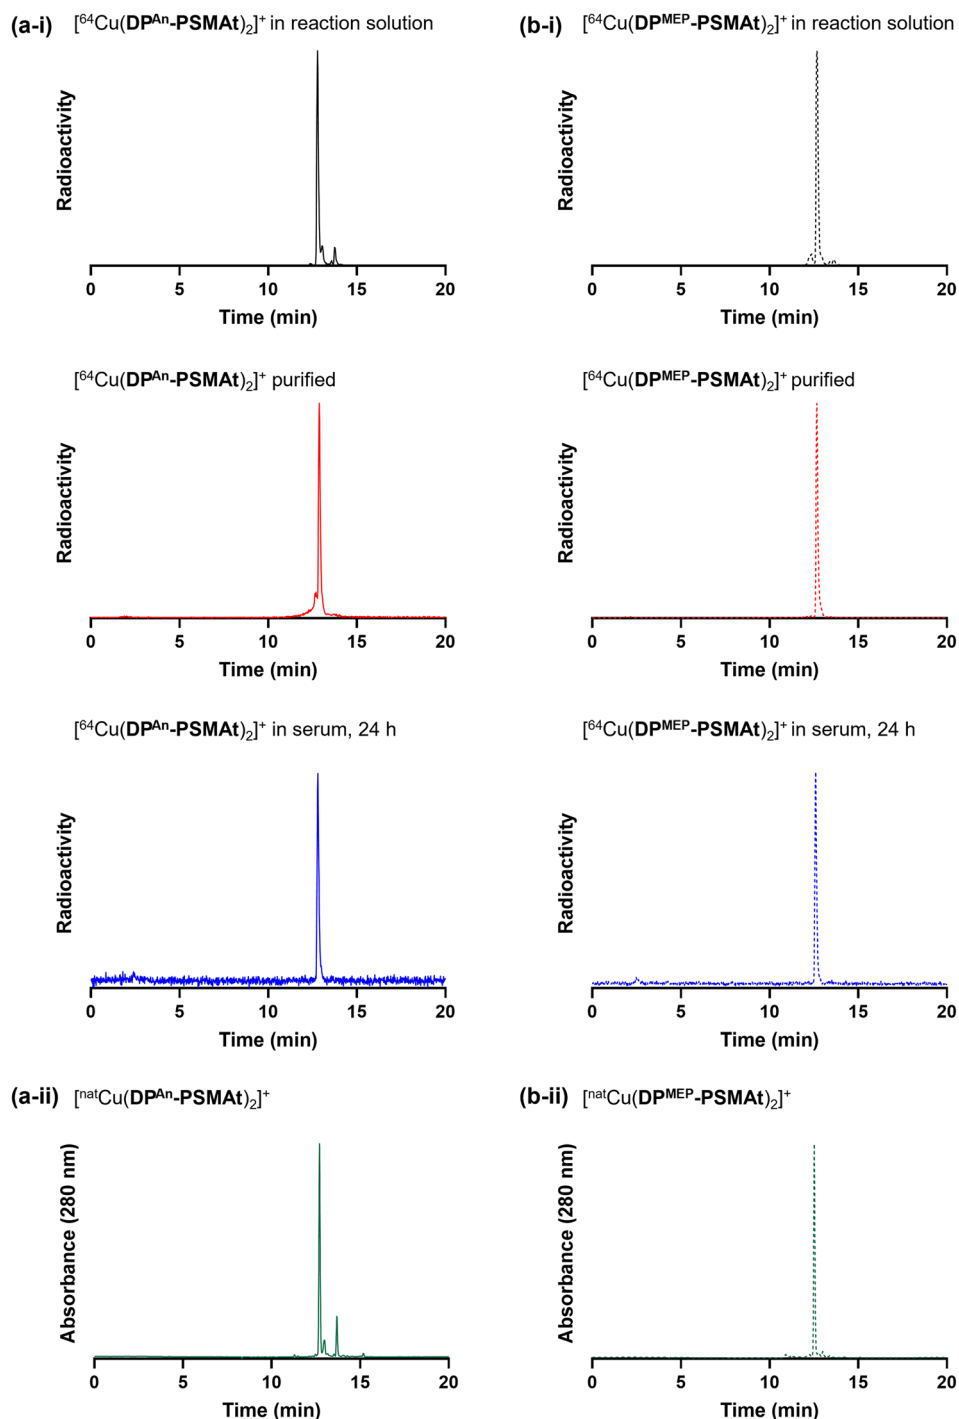 (a-i) [⁶⁴Cu(DPᴬⁿ-PSMAt)₂]⁺ in reaction solution
Radioactivity
0 5 10 15 20
Time (min)
[⁶⁴Cu(DPᴬⁿ-PSMAt)₂]⁺ purified
Radioactivity
0 5 10 15 20
Time (min)
[⁶⁴Cu(DPᴬⁿ-PSMAt)₂]⁺ in serum, 24 h
Radioactivity
0 5 10 15 20
Time (min)
(a-ii) [ⁿᵃᵗCu(DPᴬⁿ-PSMAt)₂]⁺
Absorbance (280 nm)
0 5 10 15 20
Time (min)
(b-i) [⁶⁴Cu(DPᴹᴱᴾ-PSMAt)₂]⁺ in reaction solution
Radioactivity
0 5 10 15 20
Time (min)
[⁶⁴Cu(DPᴹᴱᴾ-PSMAt)₂]⁺ purified
Radioactivity
0 5 10 15 20
Time (min)
[⁶⁴Cu(DPᴹᴱᴾ-PSMAt)₂]⁺ in serum, 24 h
Radioactivity
0 5 10 15 20
Time (min)
(b-ii) [ⁿᵃᵗCu(DPᴹᴱᴾ-PSMAt)₂]⁺
Absorbance (280 nm)
0 5 10 15 20
Time (min)